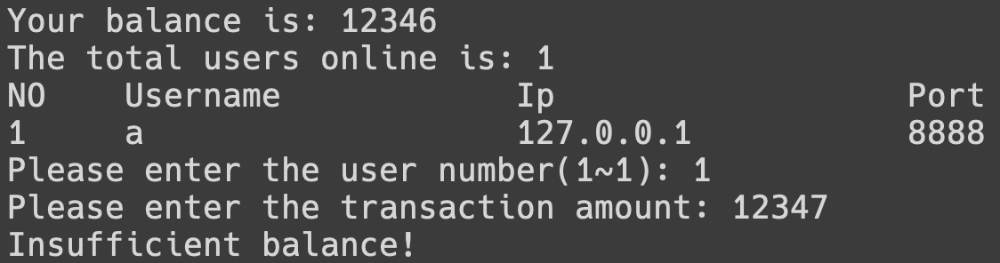 Your balance is: 12346
The total users online is: 1
NO    Username            Ip                  Port
1     a                   127.0.0.1           8888
Please enter the user number(1~1): 1
Please enter the transaction amount: 12347
Insufficient balance!